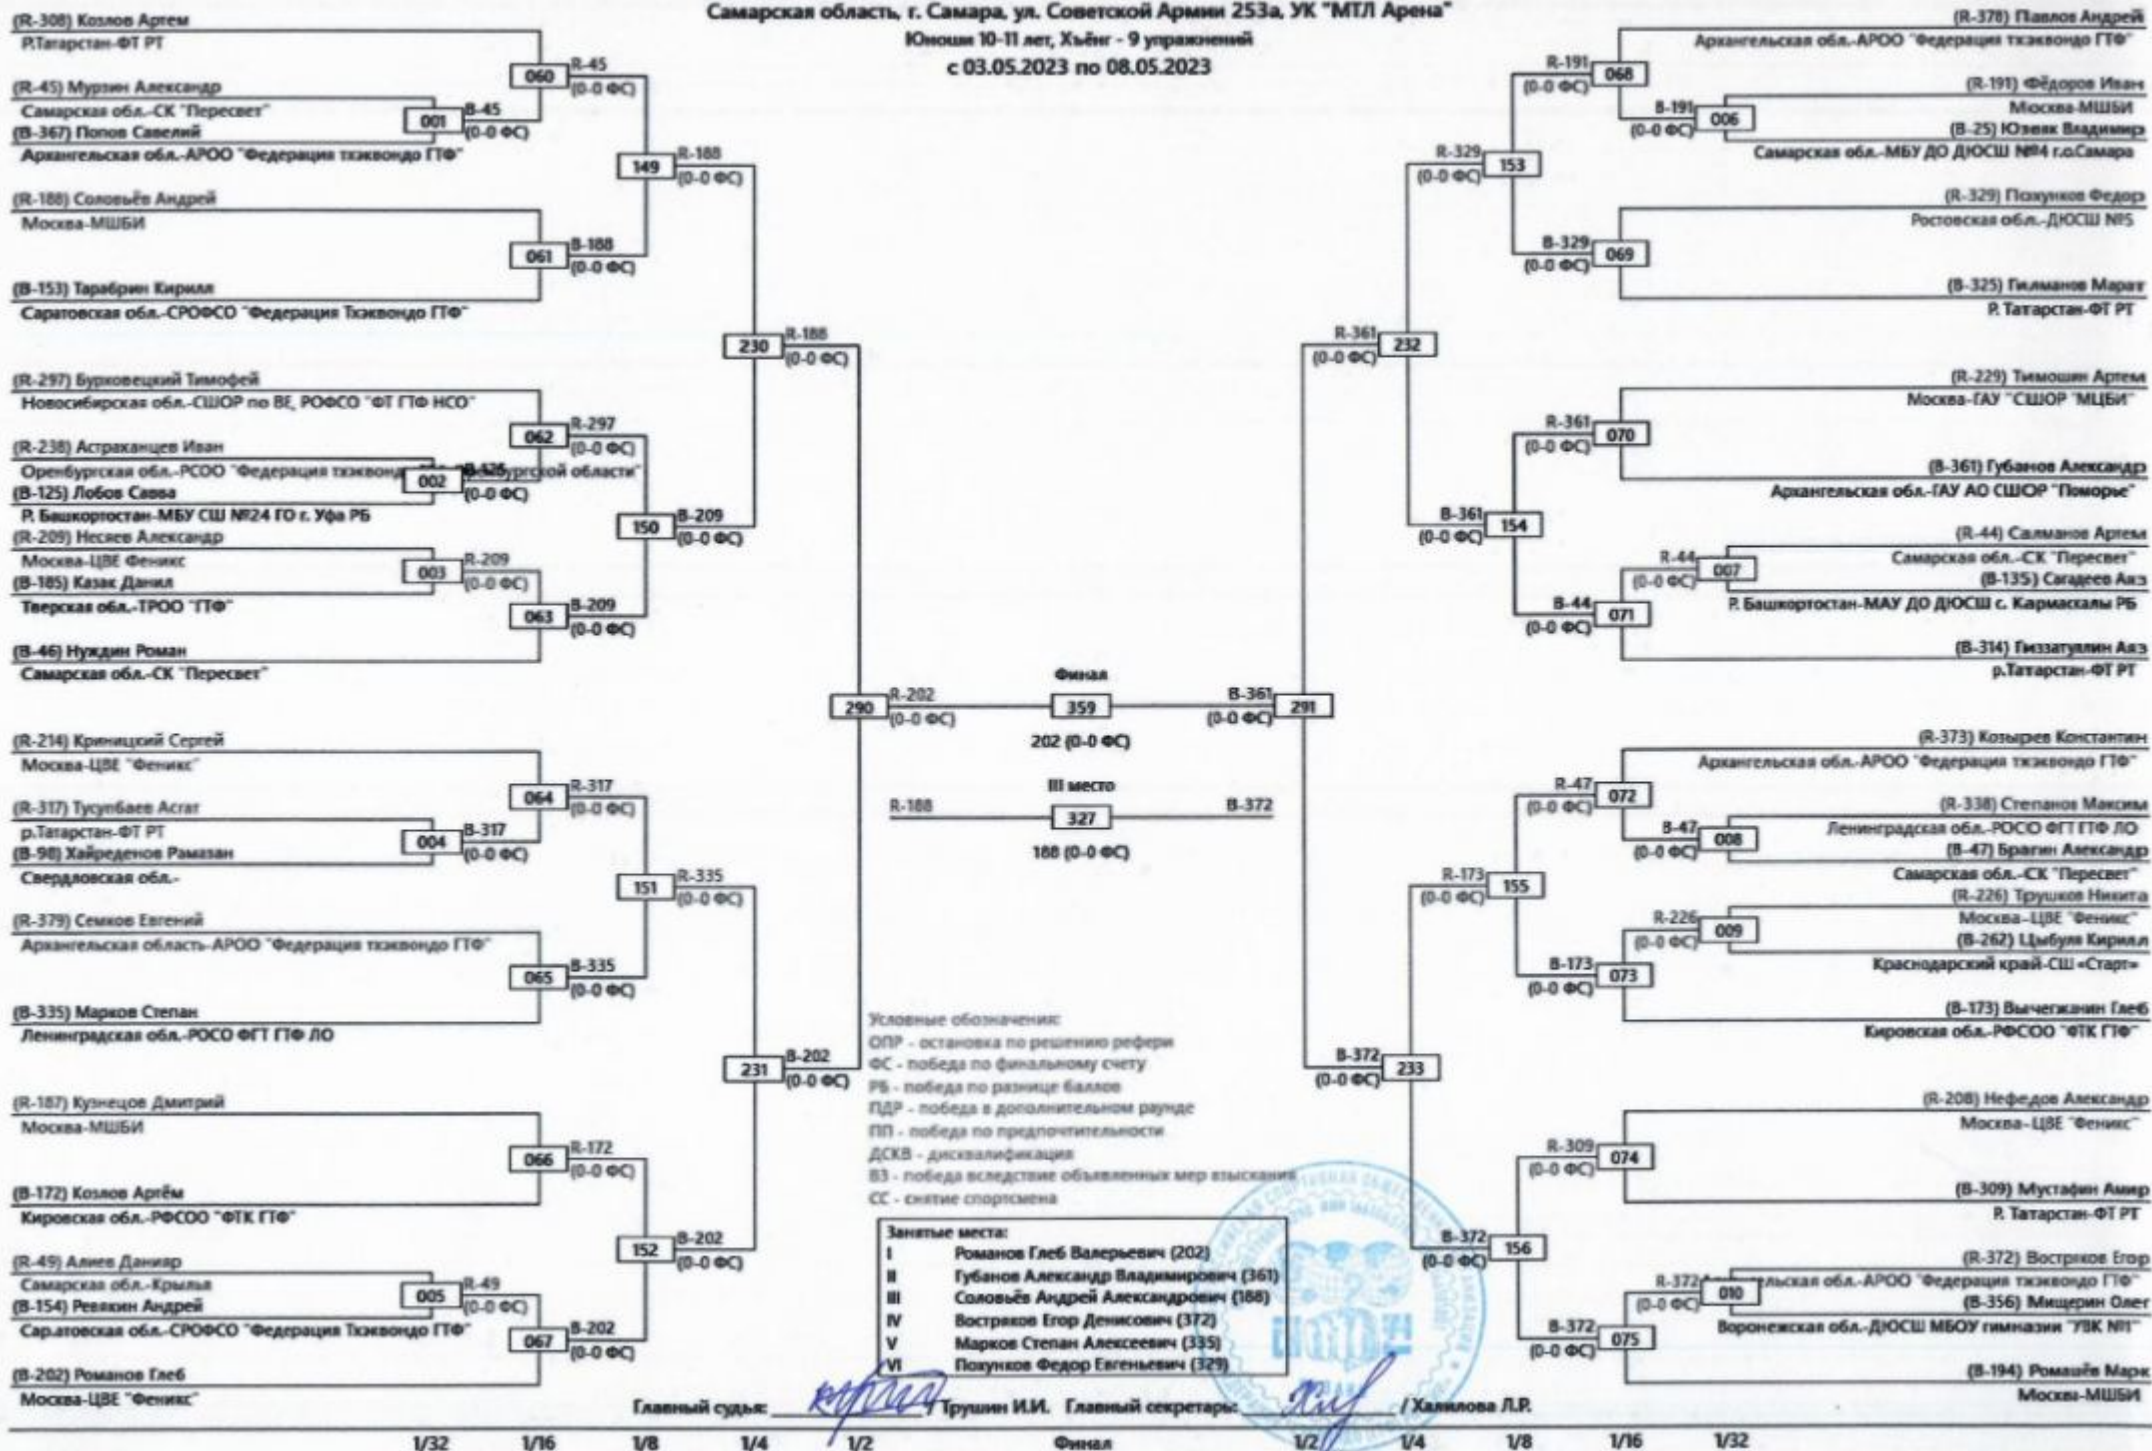 Самарская область, г. Самара, ул. Советской Армии 253а, УК "МТЛ Арена"
Юноши 10-11 лет, Хъёнг - 9 упражнений
с 03.05.2023 по 08.05.2023
(R-308) Козлов Артем
Р.Татарстан-ФТ РТ
060
R-45
(0-0 ФС)
(R-45) Мурзин Александр
Самарская обл.-СК "Пересвет"
001
B-45
(0-0 ФС)
(B-367) Попов Савелий
Архангельская обл.-АРОО "Федерация тхэквондо ГТФ"
149
R-188
(0-0 ФС)
(R-188) Соловьёв Андрей
Москва-МШБИ
061
B-188
(0-0 ФС)
(B-153) Тарабрин Кирилл
Саратовская обл.-СРОФСО "Федерация Тхэквондо ГТФ"
230
R-188
(0-0 ФС)
(R-297) Бурковецкий Тимофей
Новосибирская обл.-СШОР по ВЕ, РОФСО "ФТ ГТФ НСО"
062
R-297
(0-0 ФС)
(R-238) Астраханцев Иван
Оренбургская обл.-РСОО "Федерация тхэквондо области"
002
(0-0 ФС)
(B-125) Лобов Савва
Р. Башкортостан-МБУ СШ №24 ГО г. Уфа РБ
150
B-209
(0-0 ФС)
(R-209) Несяев Александр
Москва-ЦВЕ Феникс
003
R-209
(0-0 ФС)
(B-185) Казак Данил
Тверская обл.-ТРОО "ГТФ"
063
B-209
(0-0 ФС)
(B-46) Нуждин Роман
Самарская обл.-СК "Пересвет"
290
R-202
(0-0 ФС)
(R-214) Криницкий Сергей
Москва-ЦВЕ "Феникс"
064
R-317
(0-0 ФС)
(R-317) Тусупбаев Асгат
р.Татарстан-ФТ РТ
004
B-317
(0-0 ФС)
(B-98) Хайреденов Рамазан
Свердловская обл.-
151
R-335
(0-0 ФС)
(R-379) Семков Евгений
Архангельская область-АРОО "Федерация тхэквондо ГТФ"
065
B-335
(0-0 ФС)
(B-335) Марков Степан
Ленинградская обл.-РОСО ФГТ ГТФ ЛО
231
B-202
(0-0 ФС)
(R-187) Кузнецов Дмитрий
Москва-МШБИ
066
R-172
(0-0 ФС)
(B-172) Козлов Артём
Кировская обл.-РФСОО "ФТК ГТФ"
152
B-202
(0-0 ФС)
(R-49) Алиев Данияр
Самарская обл.-Крылья
005
R-49
(0-0 ФС)
(B-154) Ревякин Андрей
Сар.атовская обл.-СРОФСО "Федерация Тхэквондо ГТФ"
067
B-202
(0-0 ФС)
(B-202) Романов Глеб
Москва-ЦВЕ "Феникс"
Финал
359
202 (0-0 ФС)
III место
R-188
327
B-372
188 (0-0 ФС)
Условные обозначения:
ОПР - остановка по решению рефери
ФС - победа по финальному счету
РБ - победа по разнице баллов
ПДР - победа в дополнительном раунде
ПП - победа по предпочтительности
ДСКВ - дисквалификация
ВЗ - победа вследствие объявленных мер взыскания
СС - снятие спортсмена
Занятые места:
I Романов Глеб Валерьевич (202)
II Губанов Александр Владимирович (361)
III Соловьёв Андрей Александрович (188)
IV Востряков Егор Денисович (372)
V Марков Степан Алексеевич (335)
VI Похунков Федор Евгеньевич (329)
(R-378) Павлов Андрей
Архангельская обл.-АРОО "Федерация тхэквондо ГТФ"
R-191
(0-0 ФС)
068
(R-191) Фёдоров Иван
Москва-МШБИ
B-191
(0-0 ФС)
006
(B-25) Юзвяк Владимир
Самарская обл.-МБУ ДО ДЮСШ №4 г.о.Самара
R-329
(0-0 ФС)
153
(R-329) Похунков Федор
Ростовская обл.-ДЮСШ №5
B-329
(0-0 ФС)
069
(B-325) Гилманов Марат
Р. Татарстан-ФТ РТ
R-361
(0-0 ФС)
232
(R-229) Тимошин Артем
Москва-ГАУ "СШОР "МЦБИ"
R-361
(0-0 ФС)
070
(B-361) Губанов Александр
Архангельская обл.-ГАУ АО СШОР "Поморье"
B-361
(0-0 ФС)
154
(R-44) Салманов Артем
Самарская обл.-СК "Пересвет"
R-44
(0-0 ФС)
007
(B-135) Сагадеев Аяз
Р. Башкортостан-МАУ ДО ДЮСШ с. Кармаскалы РБ
B-44
(0-0 ФС)
071
(B-314) Гиззатуллин Аяз
р.Татарстан-ФТ РТ
B-361
(0-0 ФС)
291
(R-373) Козырев Константин
Архангельская обл.-АРОО "Федерация тхэквондо ГТФ"
R-47
(0-0 ФС)
072
(R-338) Степанов Максим
Ленинградская обл.-РОСО ФГТ ГТФ ЛО
B-47
(0-0 ФС)
008
(B-47) Брагин Александр
Самарская обл.-СК "Пересвет"
R-173
(0-0 ФС)
155
(R-226) Трушков Никита
Москва-ЦВЕ "Феникс"
R-226
(0-0 ФС)
009
(B-262) Цыбуля Кирилл
Краснодарский край-СШ «Старт»
B-173
(0-0 ФС)
073
(B-173) Вычегжанин Глеб
Кировская обл.-РФСОО "ФТК ГТФ"
B-372
(0-0 ФС)
233
(R-208) Нефедов Александр
Москва-ЦВЕ "Феникс"
R-309
(0-0 ФС)
074
(B-309) Мустафин Амир
Р. Татарстан-ФТ РТ
B-372
(0-0 ФС)
156
(R-372) Востряков Егор
ельская обл.-АРОО "Федерация тхэквондо ГТФ"
R-372
(0-0 ФС)
010
(B-356) Мищерин Олег
Воронежская обл.-ДЮСШ МБОУ гимназии "УВК №1"
B-372
(0-0 ФС)
075
(B-194) Ромашёв Марк
Москва-МШБИ
Главный судья: / Трушин И.И. Главный секретарь: / Халилова Л.Р.
1/32 1/16 1/8 1/4 1/2 Финал 1/2 1/4 1/8 1/16 1/32